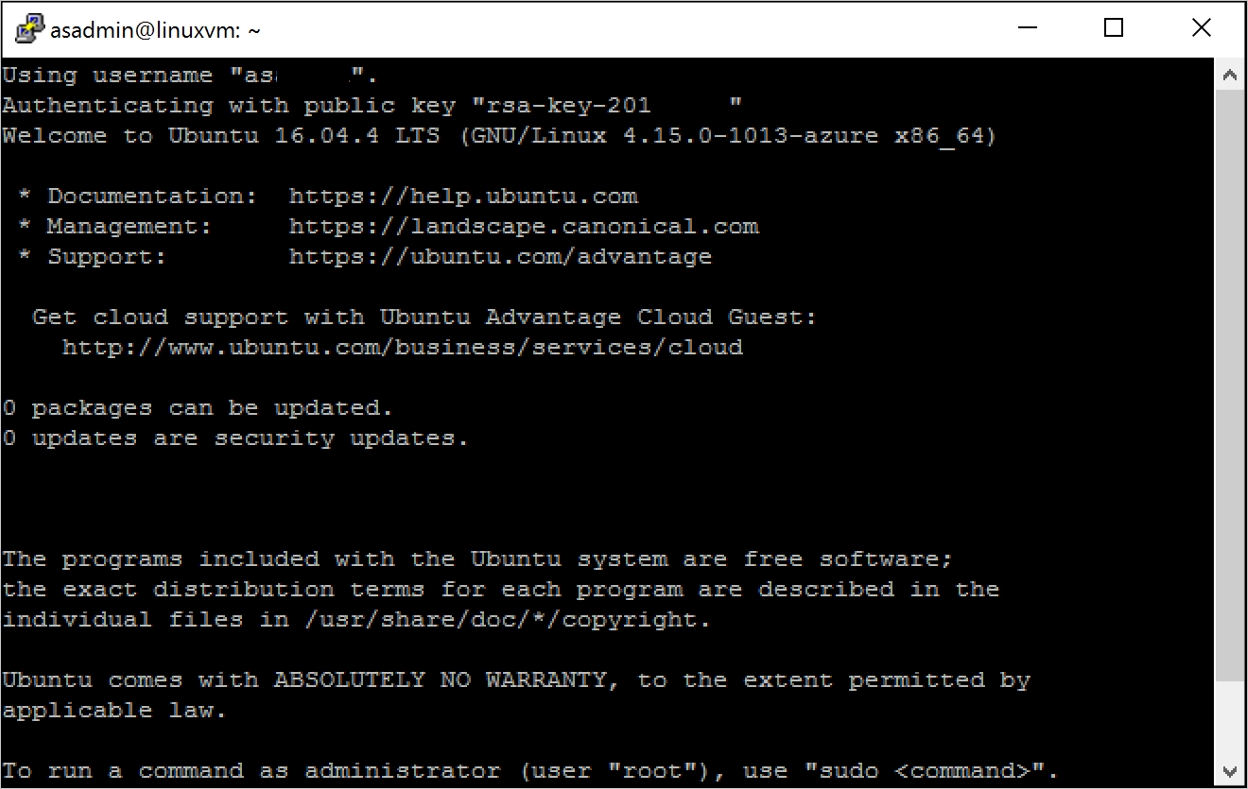 asadmin@linuxvm: ~
Using username "as      ".
Authenticating with public key "rsa-key-201     "
Welcome to Ubuntu 16.04.4 LTS (GNU/Linux 4.15.0-1013-azure x86_64)
* Documentation:  https://help.ubuntu.com
* Management:     https://landscape.canonical.com
* Support:        https://ubuntu.com/advantage
Get cloud support with Ubuntu Advantage Cloud Guest:
http://www.ubuntu.com/business/services/cloud
0 packages can be updated.
0 updates are security updates.
The programs included with the Ubuntu system are free software;
the exact distribution terms for each program are described in the
individual files in /usr/share/doc/*/copyright.
Ubuntu comes with ABSOLUTELY NO WARRANTY, to the extent permitted by
applicable law.
To run a command as administrator (user "root"), use "sudo <command>".